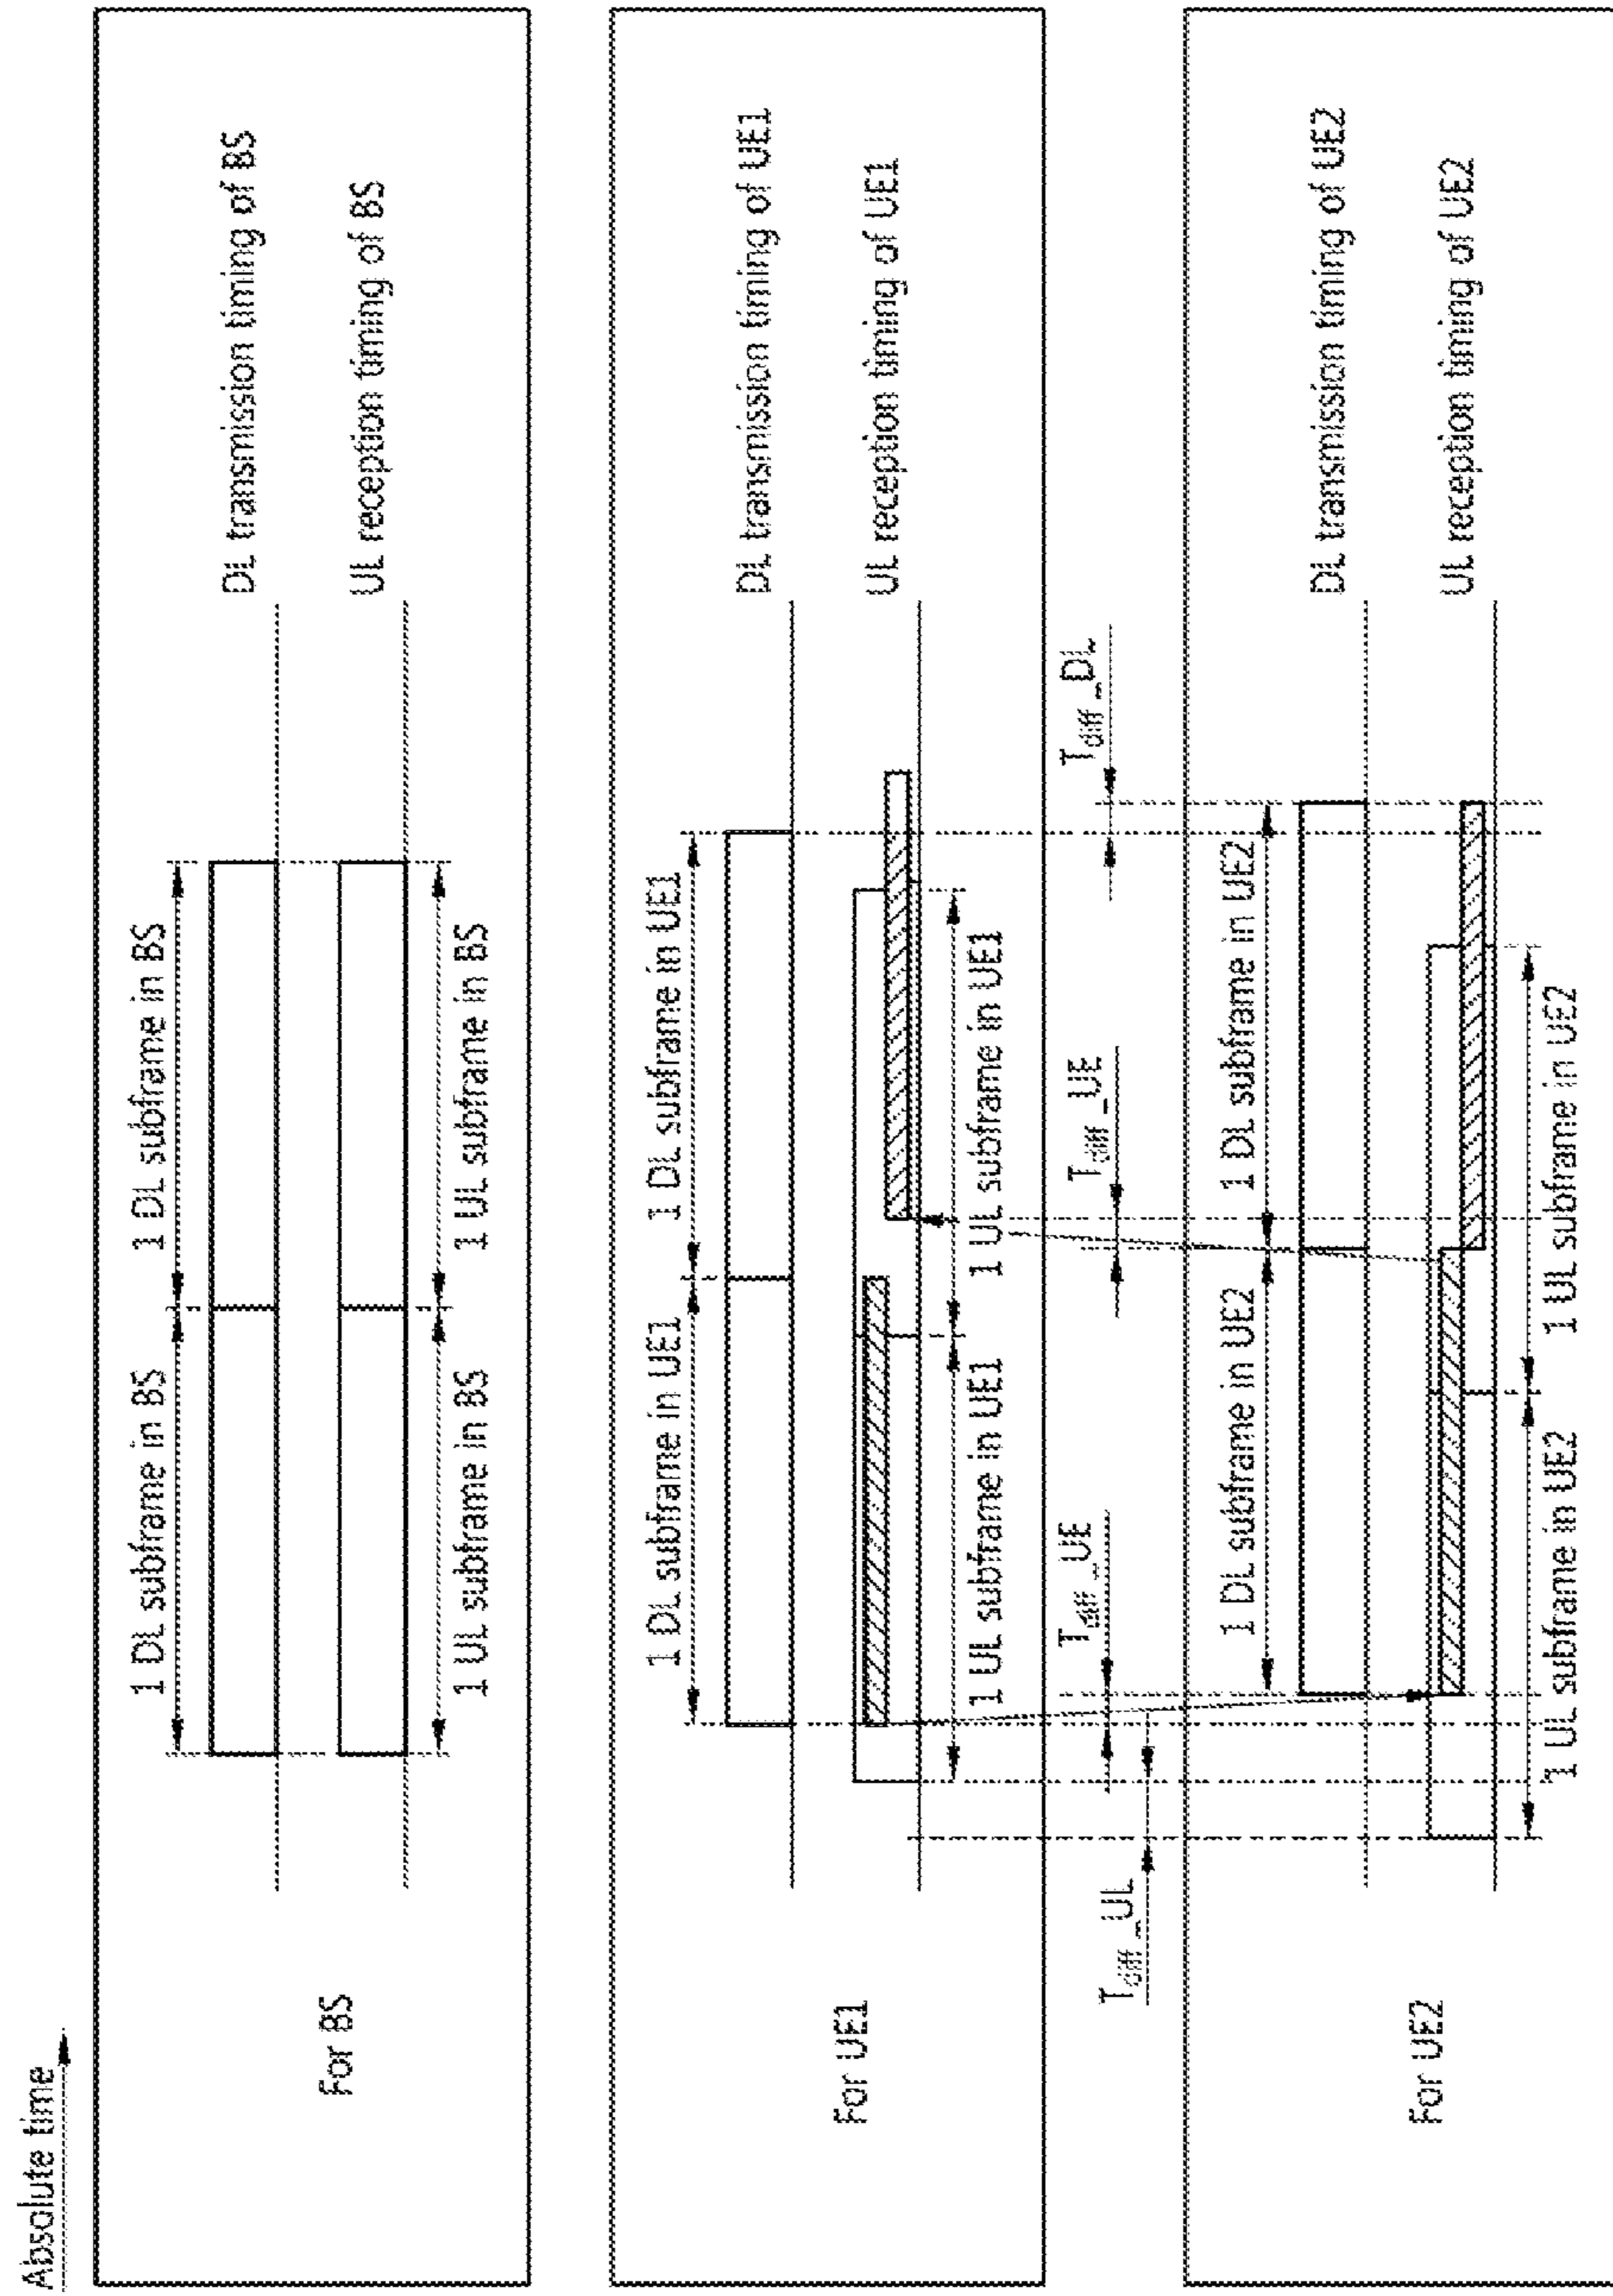 Absolute time
For BS
1 DL subframe in BS
1 DL subframe in BS
DL transmission timing of BS
1 UL subframe in BS
1 UL subframe in BS
UL reception timing of BS
For UE1
1 DL subframe in UE1
1 DL subframe in UE1
DL transmission timing of UE1
1 UL subframe in UE1
1 UL subframe in UE1
UL reception timing of UE1
Tdiff_UL
Tdiff_UE
Tdiff_UE
Tdiff_DL
For UE2
1 DL subframe in UE2
1 DL subframe in UE2
DL transmission timing of UE2
1 UL subframe in UE2
1 UL subframe in UE2
UL reception timing of UE2